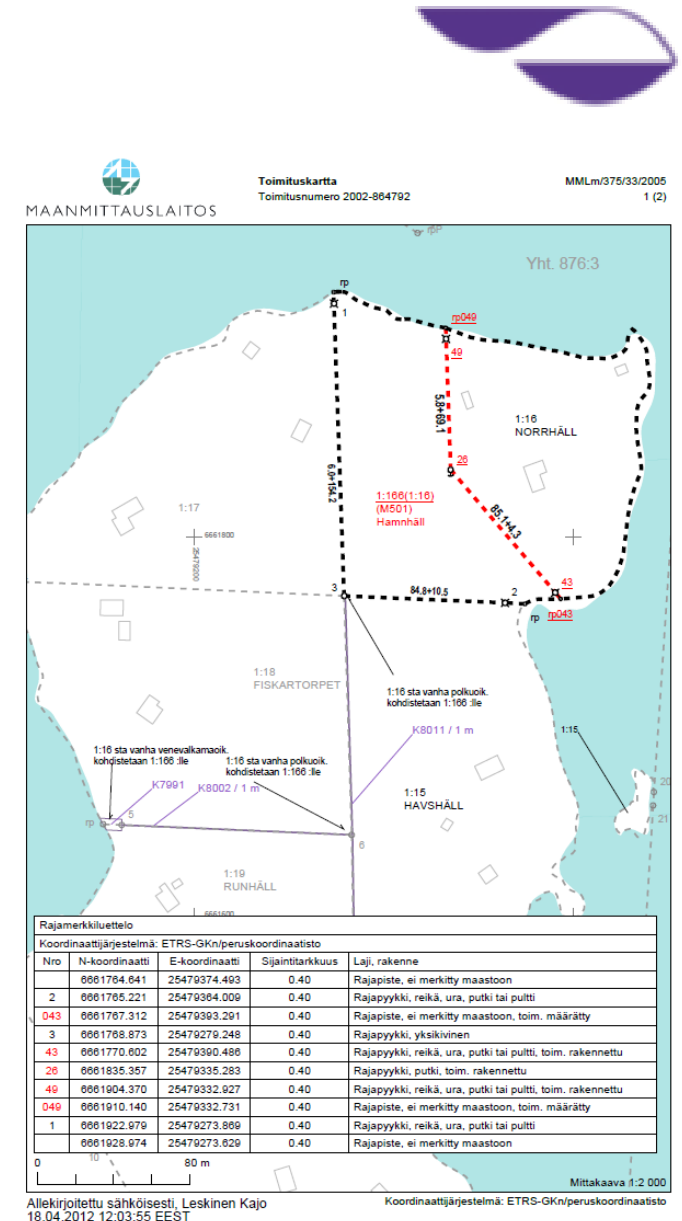 MAANMITTAUSLAITOS
Toimituskartta
Toimitusnumero 2002-864792
MMLm/375/33/2005
1 (2)
rp
Yht. 876:3
rp
1
rp049
49
5.8+69.1
1:16
NORRHÄLL
26
6.0+154.2
1:166(1:16)
(M501)
Hamnhäll
85.1+4.3
1:17
6661800
25479200
3
84.8+10.5
2
43
rp
rp043
1:18
FISKARTORPET
1:16 sta vanha polkuoik.
kohdistetaan 1:166 :lle
K8011 / 1 m
1:15
1:16 sta vanha venevalkamaoik.
kohdistetaan 1:166 :lle
1:16 sta vanha polkuoik.
kohdistetaan 1:166 :lle
K7991
K8002 / 1 m
1:15
HAVSHÄLL
20
21
rp
5
6
1:19
RUNHÄLL
6661600
Rajamerkkiluettelo
Koordinaattijärjestelmä: ETRS-GKn/peruskoordinaatisto
Nro N-koordinaatti E-koordinaatti Sijaintitarkkuus Laji, rakenne
6661764.641 25479374.493 0.40 Rajapiste, ei merkitty maastoon
2 6661765.221 25479364.009 0.40 Rajapyykki, reikä, ura, putki tai pultti
043 6661767.312 25479393.291 0.40 Rajapiste, ei merkitty maastoon, toim. määrätty
3 6661768.873 25479279.248 0.40 Rajapyykki, yksikivinen
43 6661770.602 25479390.486 0.40 Rajapyykki, reikä, ura, putki tai pultti, toim. rakennettu
26 6661835.357 25479335.283 0.40 Rajapyykki, putki, toim. rakennettu
49 6661904.370 25479332.927 0.40 Rajapyykki, reikä, ura, putki tai pultti, toim. rakennettu
049 6661910.140 25479332.731 0.40 Rajapiste, ei merkitty maastoon, toim. määrätty
1 6661922.979 25479273.869 0.40 Rajapyykki, reikä, ura, putki tai pultti
6661928.974 25479273.629 0.40 Rajapiste, ei merkitty maastoon
0 10 80 m
Mittakaava 1:2 000
Allekirjoitettu sähköisesti, Leskinen Kajo
18.04.2012 12:03:55 EEST
Koordinaattijärjestelmä: ETRS-GKn/peruskoordinaatisto